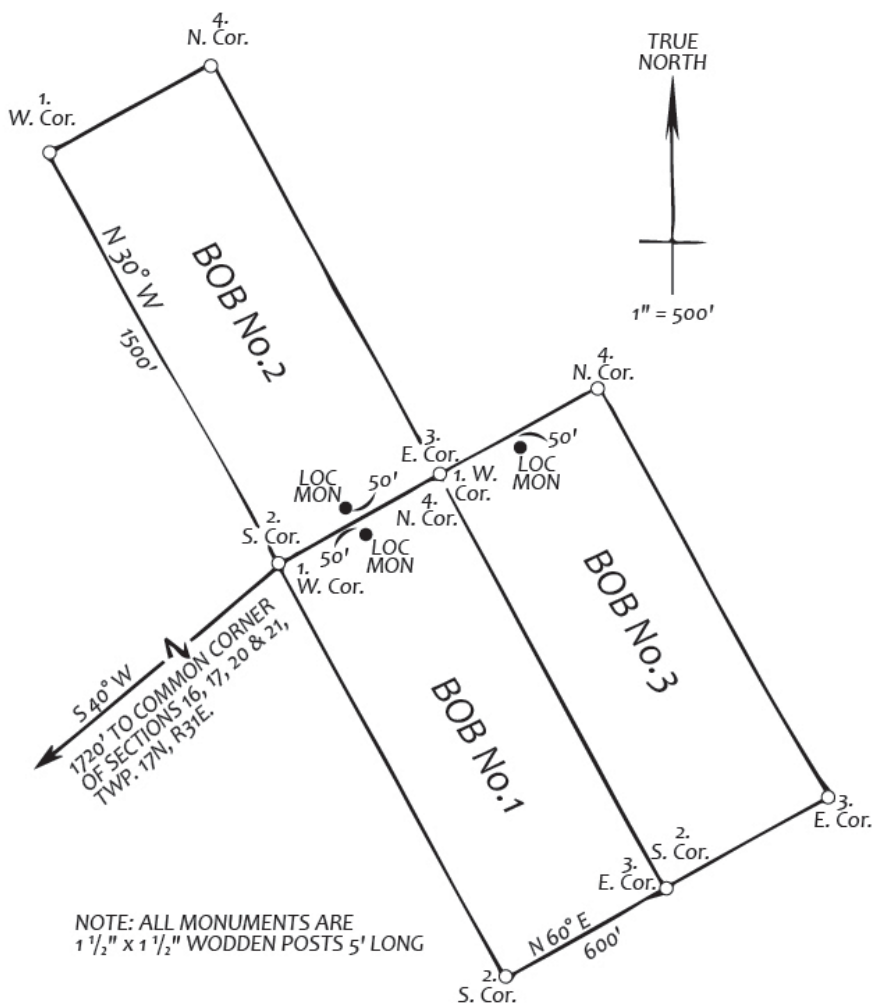 4.
N. Cor.
TRUE
NORTH
1.
W. Cor.
N 30° W
1500'
BOB No.2
1" = 500'
4.
N. Cor.
3.
E. Cor.
50'
LOC
MON
1. W.
Cor.
LOC
MON
50'
4.
N. Cor.
2.
S. Cor.
50'
LOC
MON
1.
W. Cor.
S 40° W
1720' TO COMMON CORNER
OF SECTIONS 16, 17, 20 & 21,
TWP. 17N, R31E.
N
BOB No.3
BOB No.1
3.
E. Cor.
2.
S. Cor.
3.
E. Cor.
N 60° E
600'
NOTE: ALL MONUMENTS ARE
1 1/2" X 1 1/2" WODDEN POSTS 5' LONG
2.
S. Cor.